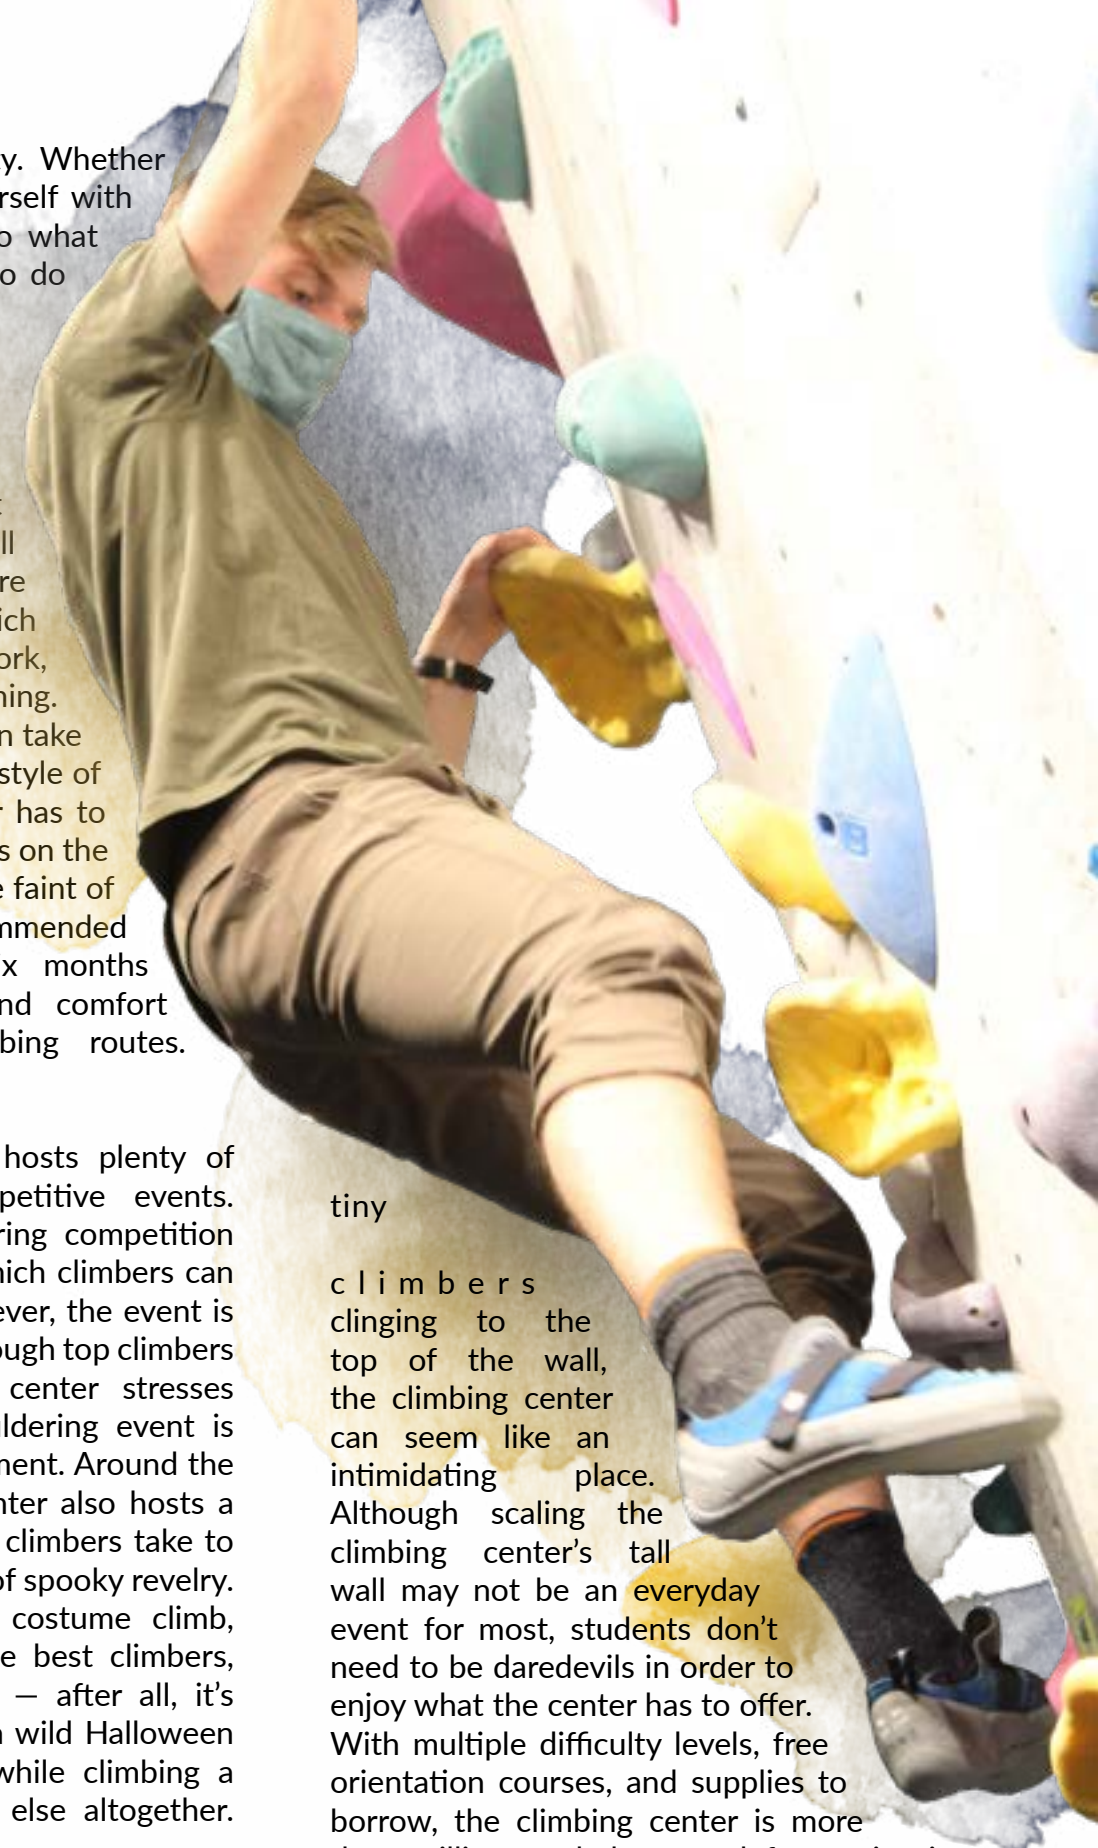 y. Whether
rself with
o what
o do
t
ll
re
ich
ork,
ning.
n take
style of
r has to
s on the
e faint of
mmended
x months
nd comfort
bing routes.
hosts plenty of
petitive events.
ring competition
hich climbers can
ever, the event is
ough top climbers
center stresses
ldering event is
ment. Around the
nter also hosts a
climbers take to
of spooky revelry.
costume climb,
e best climbers,
— after all, it’s
wild Halloween
while climbing a
else altogether.
tiny
climbers
clinging to the
top of the wall,
the climbing center
can seem like an
intimidating place.
Although scaling the
climbing center’s tall
wall may not be an everyday
event for most, students don’t
need to be daredevils in order to
enjoy what the center has to offer.
With multiple difficulty levels, free
orientation courses, and supplies to
borrow, the climbing center is more